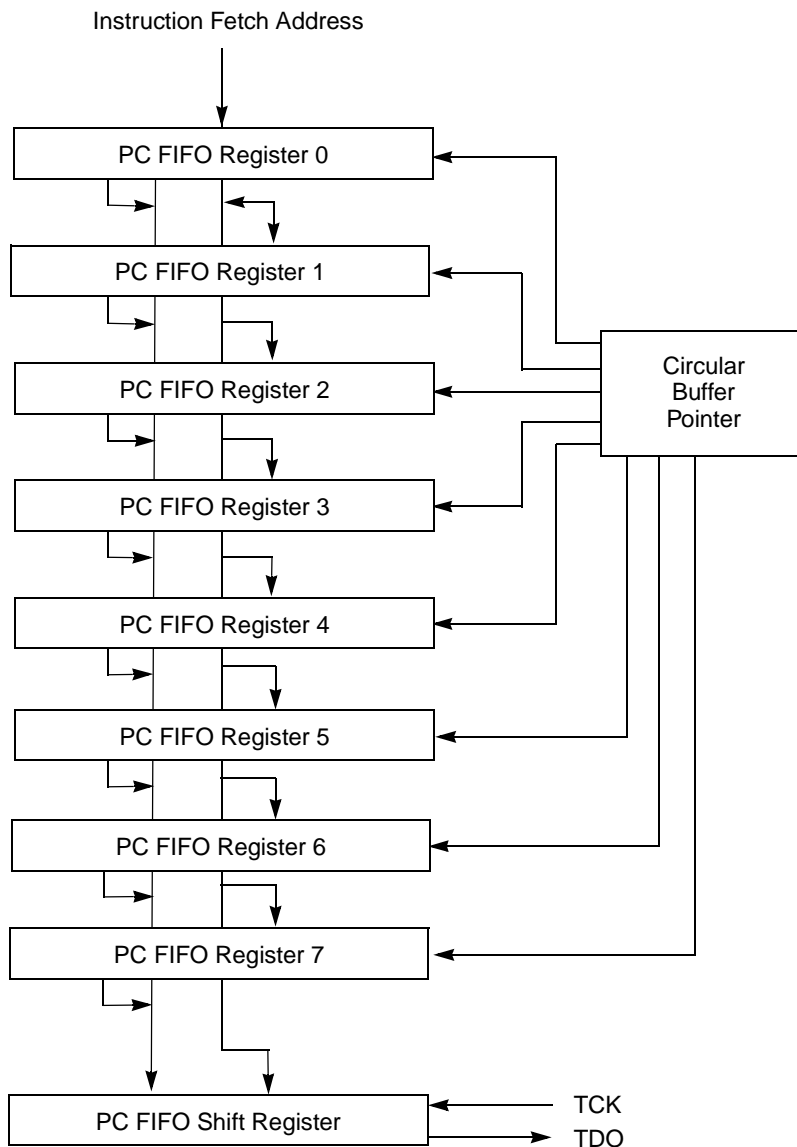 Instruction Fetch Address
PC FIFO Register 0
PC FIFO Register 1
Circular
Buffer
Pointer
PC FIFO Register 2
PC FIFO Register 3
PC FIFO Register 4
PC FIFO Register 5
PC FIFO Register 6
PC FIFO Register 7
PC FIFO Shift Register
TCK
TDO